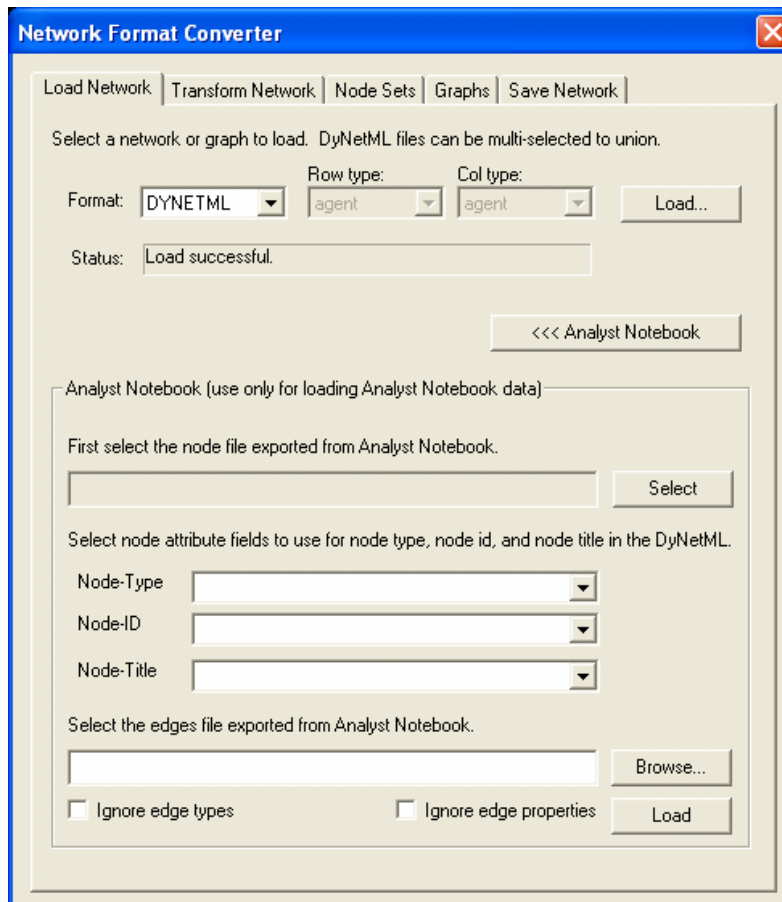 Network Format Converter
Load Network Transform Network Node Sets Graphs Save Network
Select a network or graph to load. DyNetML files can be multi-selected to union.
Row type: Col type:
Format: DYNETML agent agent Load...
Status: Load successful.
<<< Analyst Notebook
Analyst Notebook (use only for loading Analyst Notebook data)
First select the node file exported from Analyst Notebook.
Select
Select node attribute fields to use for node type, node id, and node title in the DyNetML.
Node-Type
Node-ID
Node-Title
Select the edges file exported from Analyst Notebook.
Browse...
Ignore edge types Ignore edge properties Load